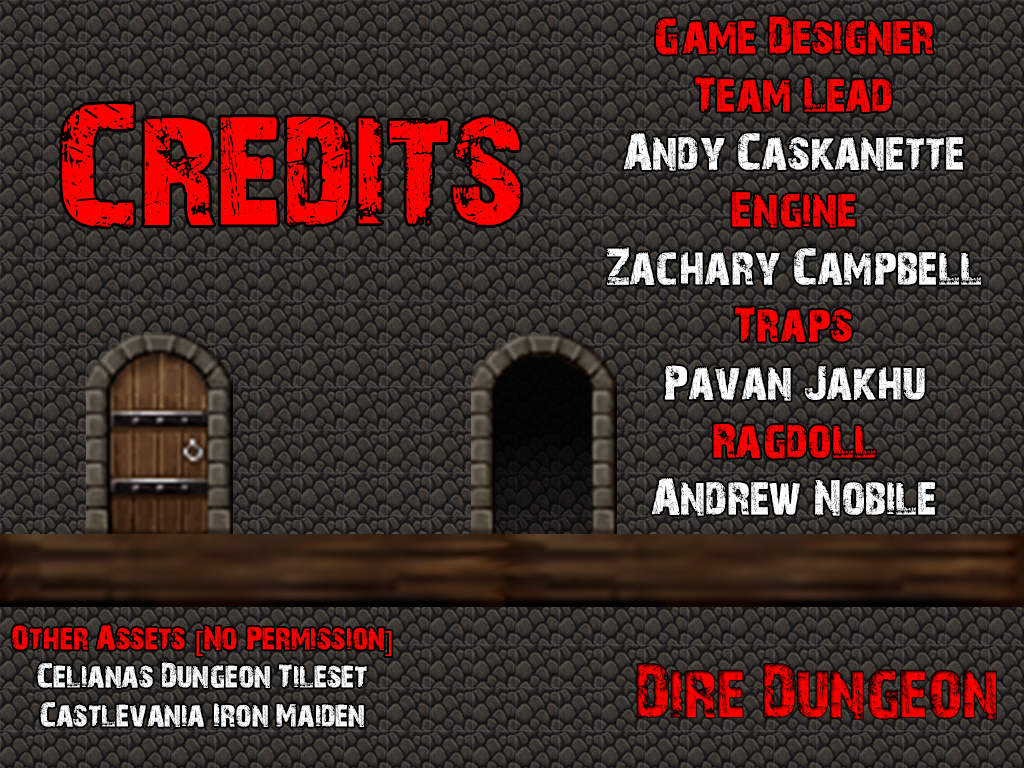 Credits
Game Designer
Team Lead
Andy Caskanette
Engine
Zachary Campbell
Traps
Pavan Jakhu
Ragdoll
Andrew Nobile
Other Assets [No permission]
Celianas Dungeon Tileset
Castlevania Iron Maiden
Dire Dungeon